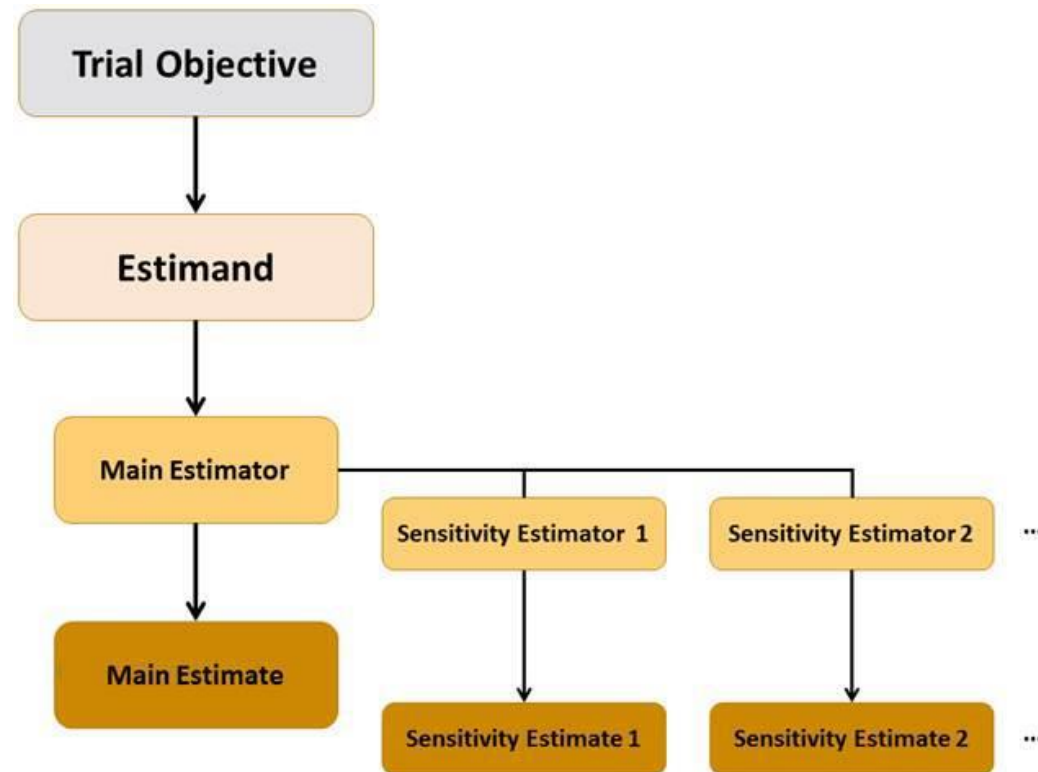 Trial Objective
Estimand
Main Estimator
Sensitivity Estimator 1
Sensitivity Estimator 2
...
Main Estimate
Sensitivity Estimate 1
Sensitivity Estimate 2
...